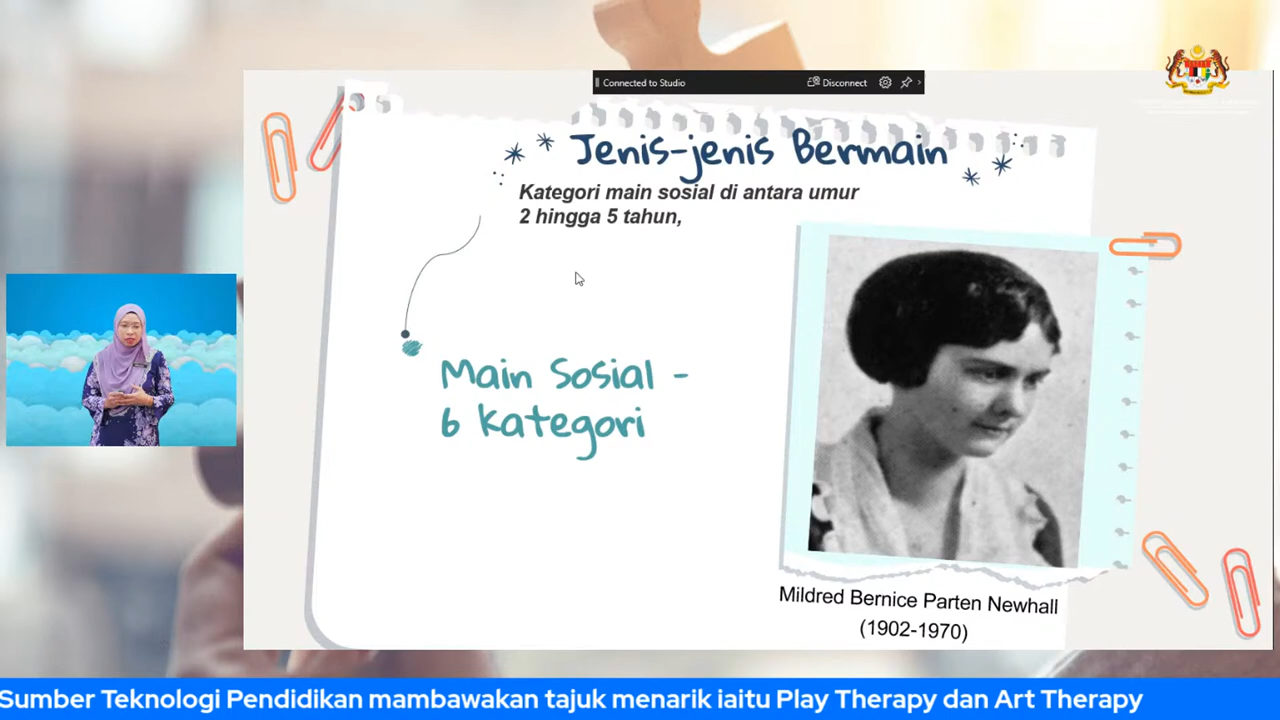 Connected to Studio
Disconnect
Jenis-jenis Bermain
Kategori main sosial di antara umur
2 hingga 5 tahun,
Main Sosial -
6 kategori
Mildred Bernice Parten Newhall
(1902-1970)
Sumber Teknologi Pendidikan mambawakan tajuk menarik iaitu Play Therapy dan Art Therapy